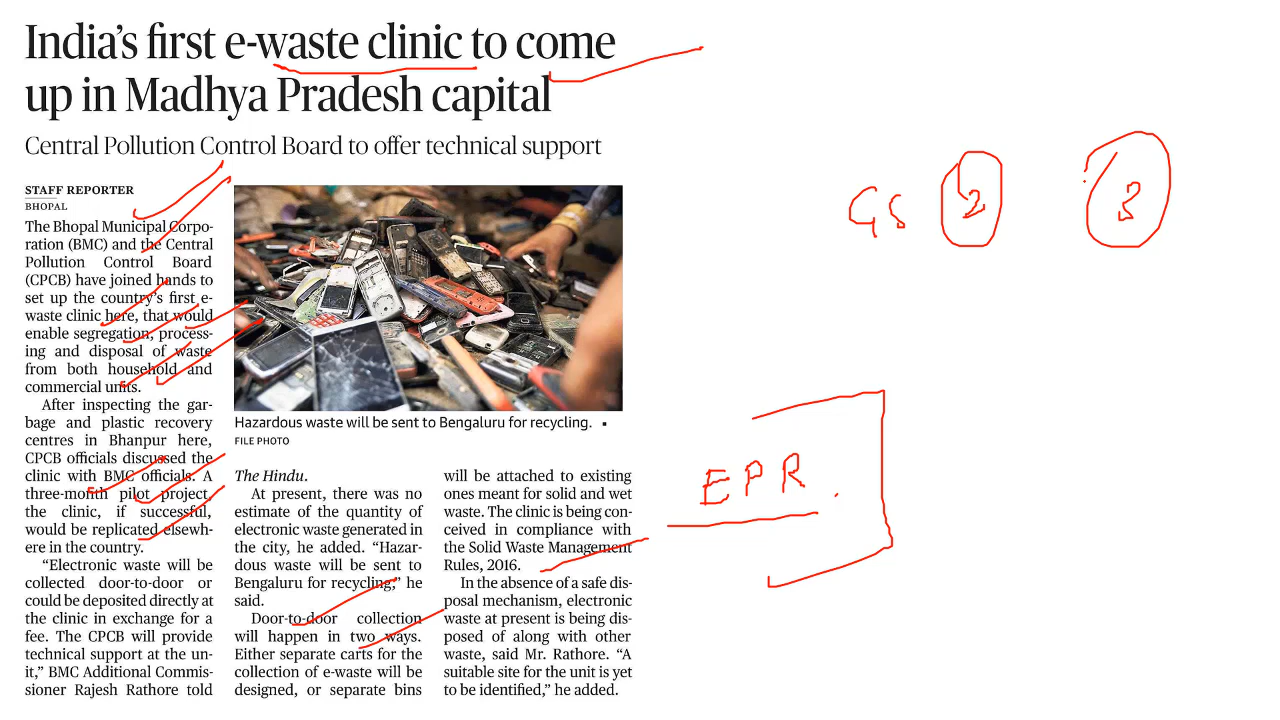 India's first e-waste clinic to come
up in Madhya Pradesh capital
Central Pollution Control Board to offer technical support
STAFF REPORTER
BHOPAL
The Bhopal Municipal Corpo-
ration (BMC) and the Central
Pollution Control Board
(CPCB) have joined hands to
set up the country's first e-
waste clinic here, that would
enable segregation, process-
ing and disposal of waste
from both household and
commercial units.
After inspecting the gar-
bage and plastic recovery
centres in Bhanpur here,
CPCB officials discussed the
clinic with BMC officials. A
three-month pilot project,
the clinic, if successful,
would be replicated elsewh-
ere in the country.
"Electronic waste will be
collected door-to-door or
could be deposited directly at
the clinic in exchange for a
fee. The CPCB will provide
technical support at the un-
it," BMC Additional Commis-
sioner Rajesh Rathore told
Hazardous waste will be sent to Bengaluru for recycling. ▪
FILE PHOTO
The Hindu.
At present, there was no
estimate of the quantity of
electronic waste generated in
the city, he added. "Hazar-
dous waste will be sent to
Bengaluru for recycling," he
said.
Door-to-door collection
will happen in two ways.
Either separate carts for the
collection of e-waste will be
designed, or separate bins
will be attached to existing
ones meant for solid and wet
waste. The clinic is being con-
ceived in compliance with
the Solid Waste Management
Rules, 2016.
In the absence of a safe dis-
posal mechanism, electronic
waste at present is being dis-
posed of along with other
waste, said Mr. Rathore. "A
suitable site for the unit is yet
to be identified," he added.
GS 2 3
EPR.